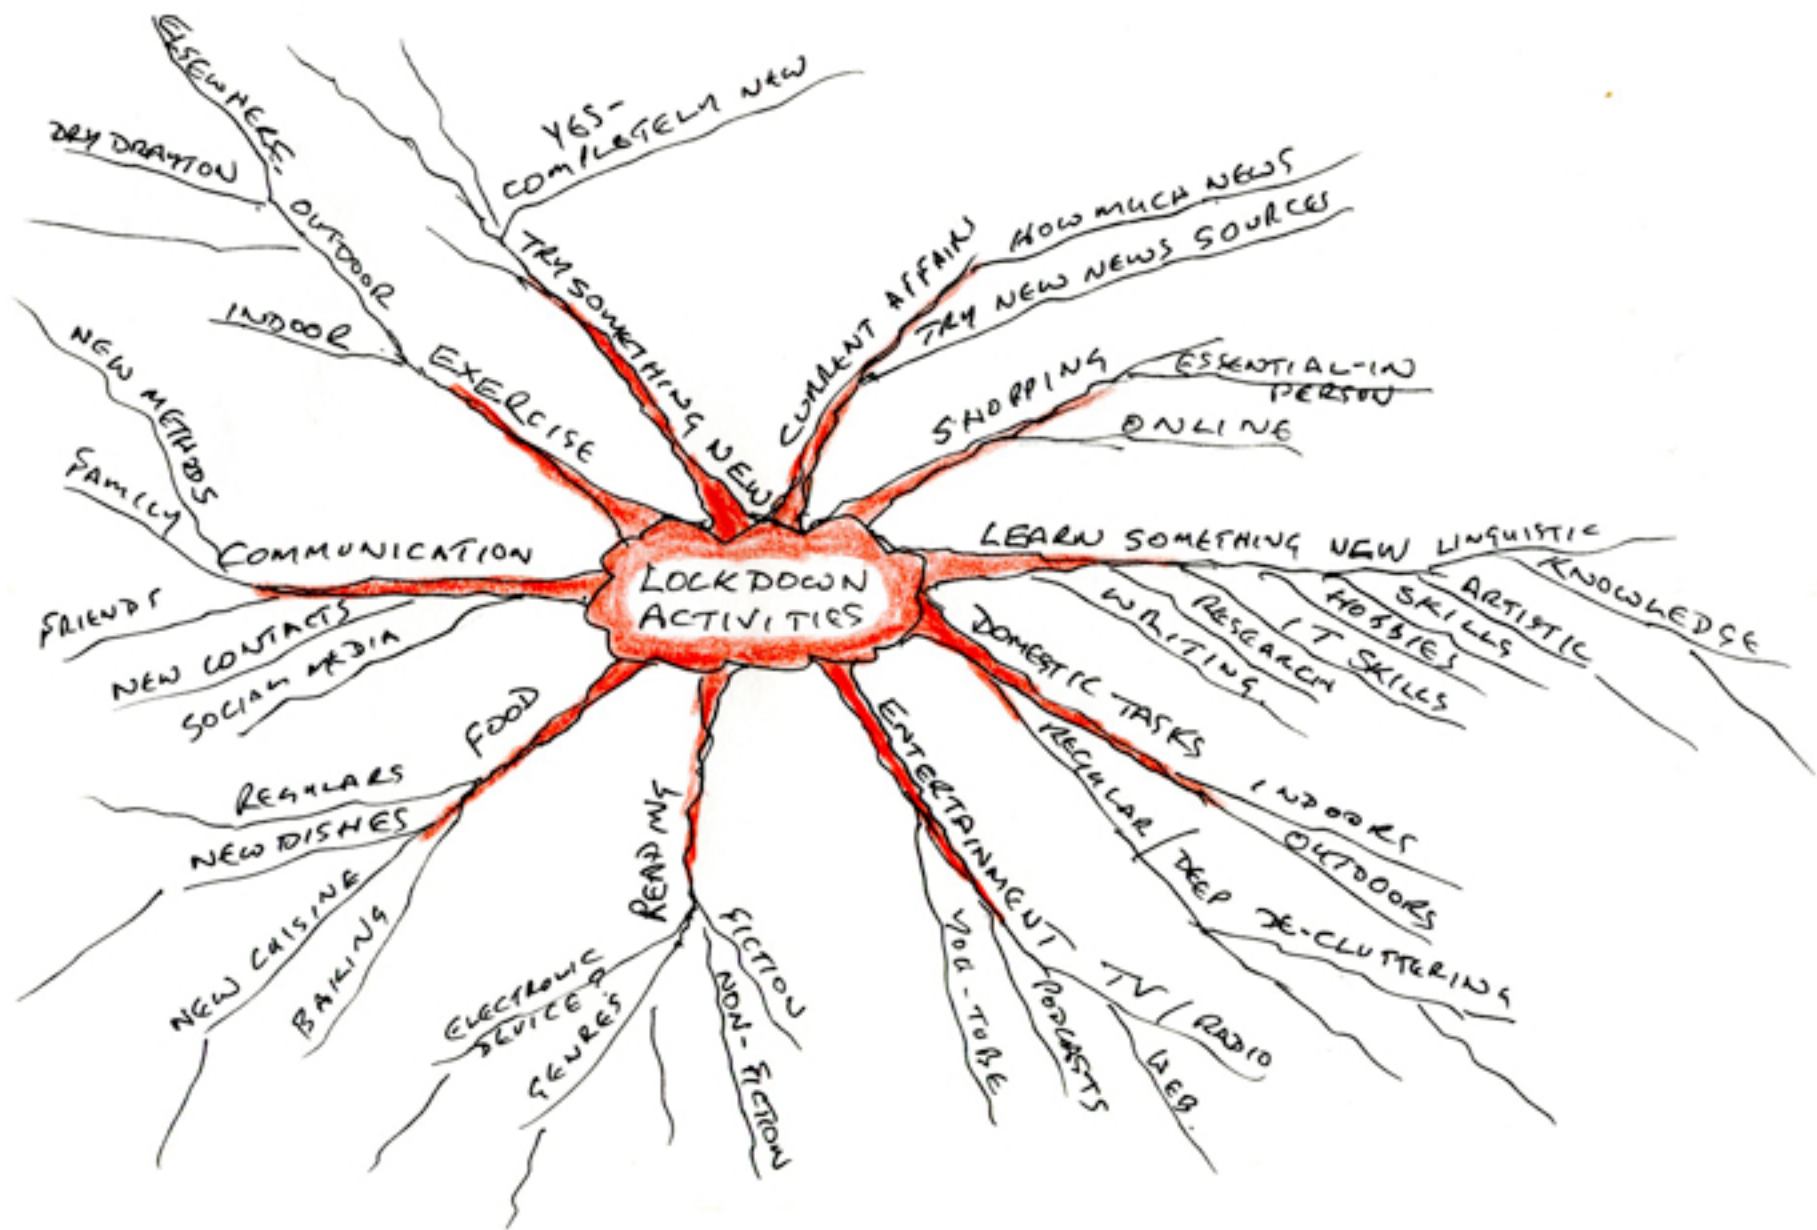 LOCKDOWN
ACTIVITIES
TRY SOMETHING NEW
YES-
COMPLETELY NEW
CURRENT AFFAIRS
HOW MUCH NEWS
TRY NEW NEWS SOURCES
SHOPPING
ESSENTIAL-IN
PERSON
ONLINE
LEARN SOMETHING NEW
LINGUISTIC
KNOWLEDGE
ARTISTIC
SKILLS
HOBBIES
IT SKILLS
RESEARCH
WRITING
DOMESTIC TASKS
INDOORS
OUTDOORS
REGULAR/DEEP
DE-CLUTTERING
ENTERTAINMENT
TV/RADIO
WEB.
PODCASTS
YOU-TUBE
READING
FICTION
NON-FICTION
GENRES
ELECTRONIC
DEVICE?
FOOD
REGULARS
NEW DISHES
NEW CUISINE
BAKING
COMMUNICATION
NEW METHODS
FAMILY
FRIENDS
NEW CONTACTS
SOCIAL MEDIA
EXERCISE
INDOOR
OUTDOOR
DRY DRAYTON
ELSEWHERE-